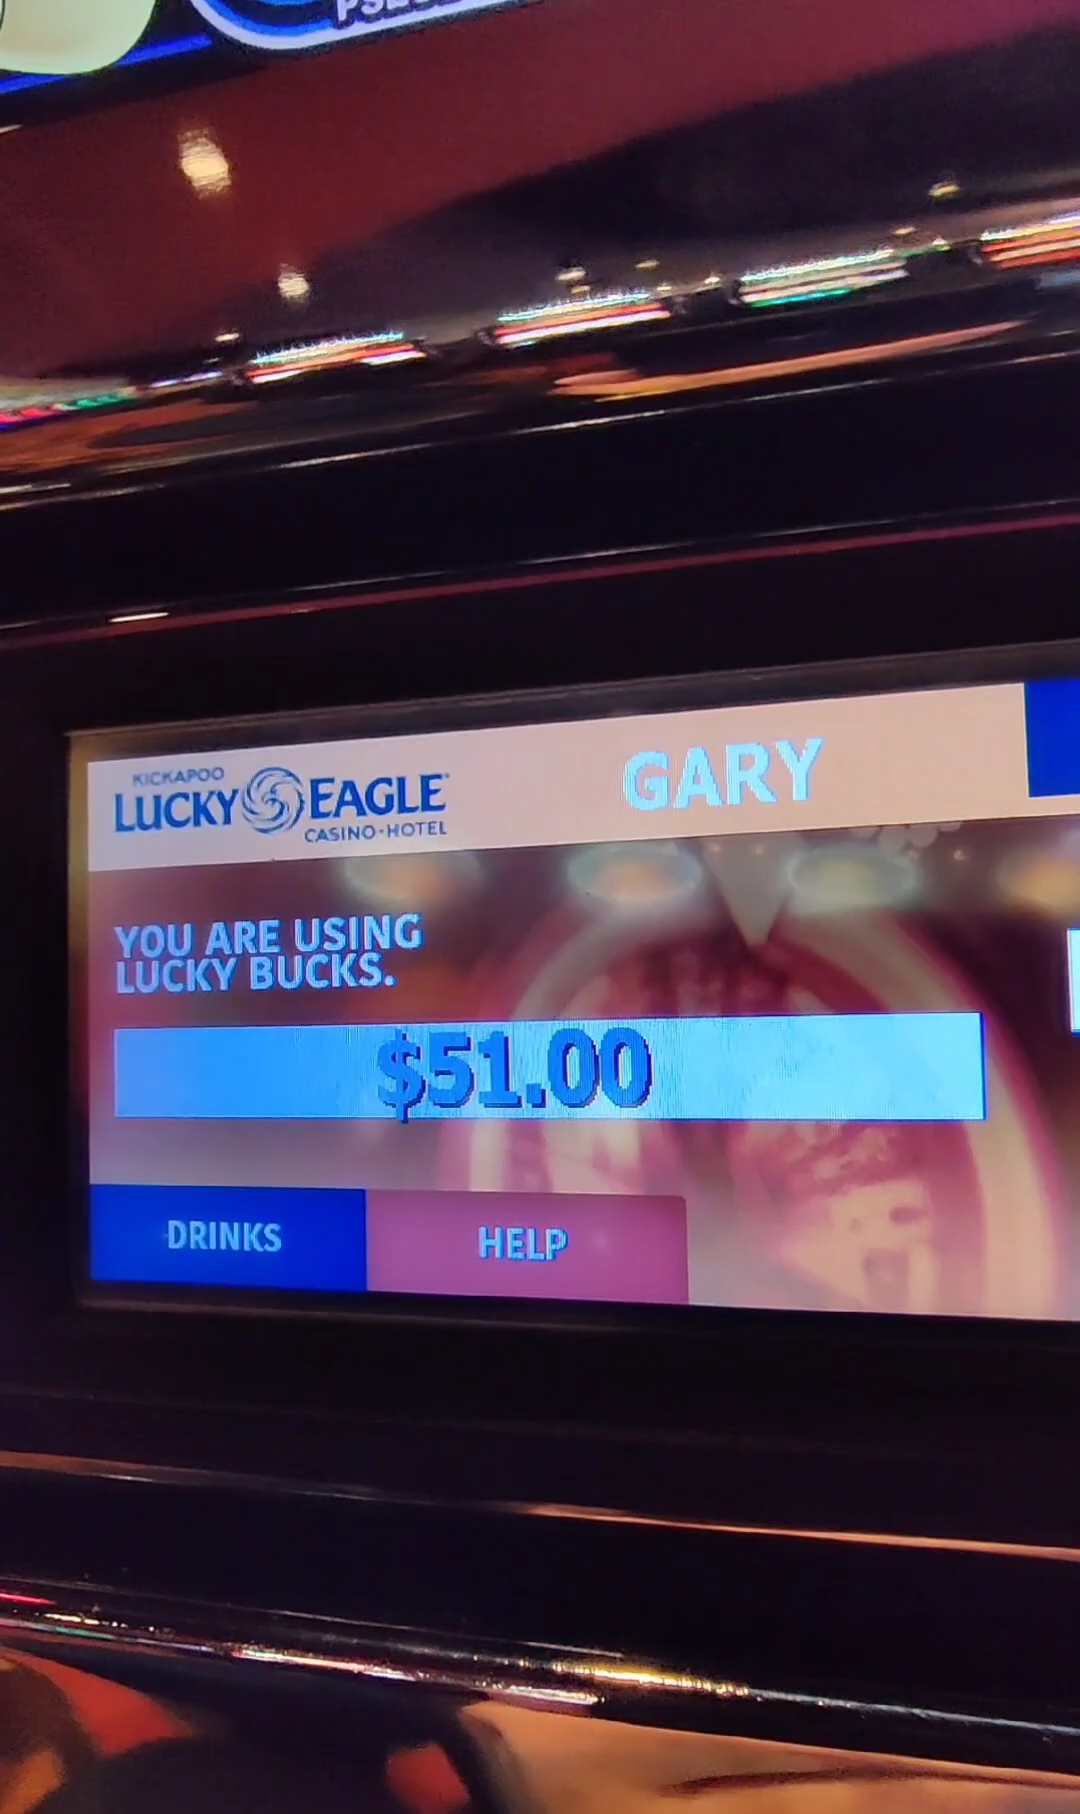 KICKAPOO
LUCKY EAGLE
CASINO·HOTEL
GARY
YOU ARE USING
LUCKY BUCKS.
$51.00
DRINKS
HELP